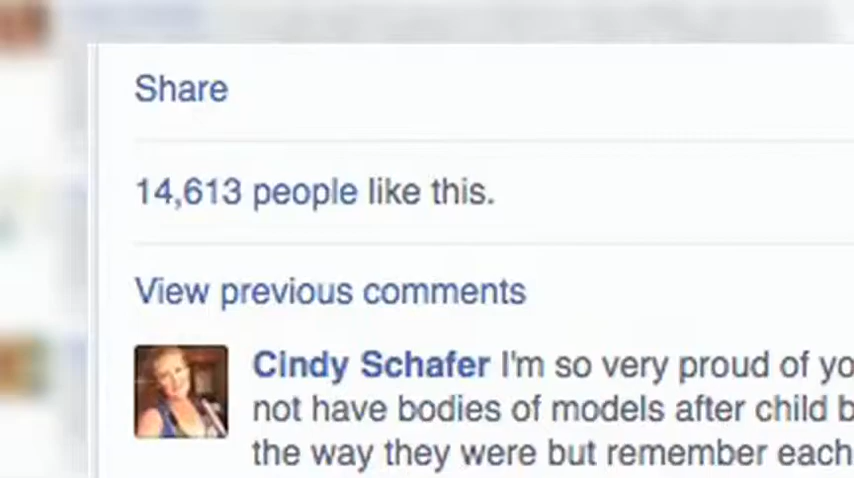 Share
14,613 people like this.
View previous comments
Cindy Schafer I'm so very proud of yo
not have bodies of models after child b
the way they were but remember each